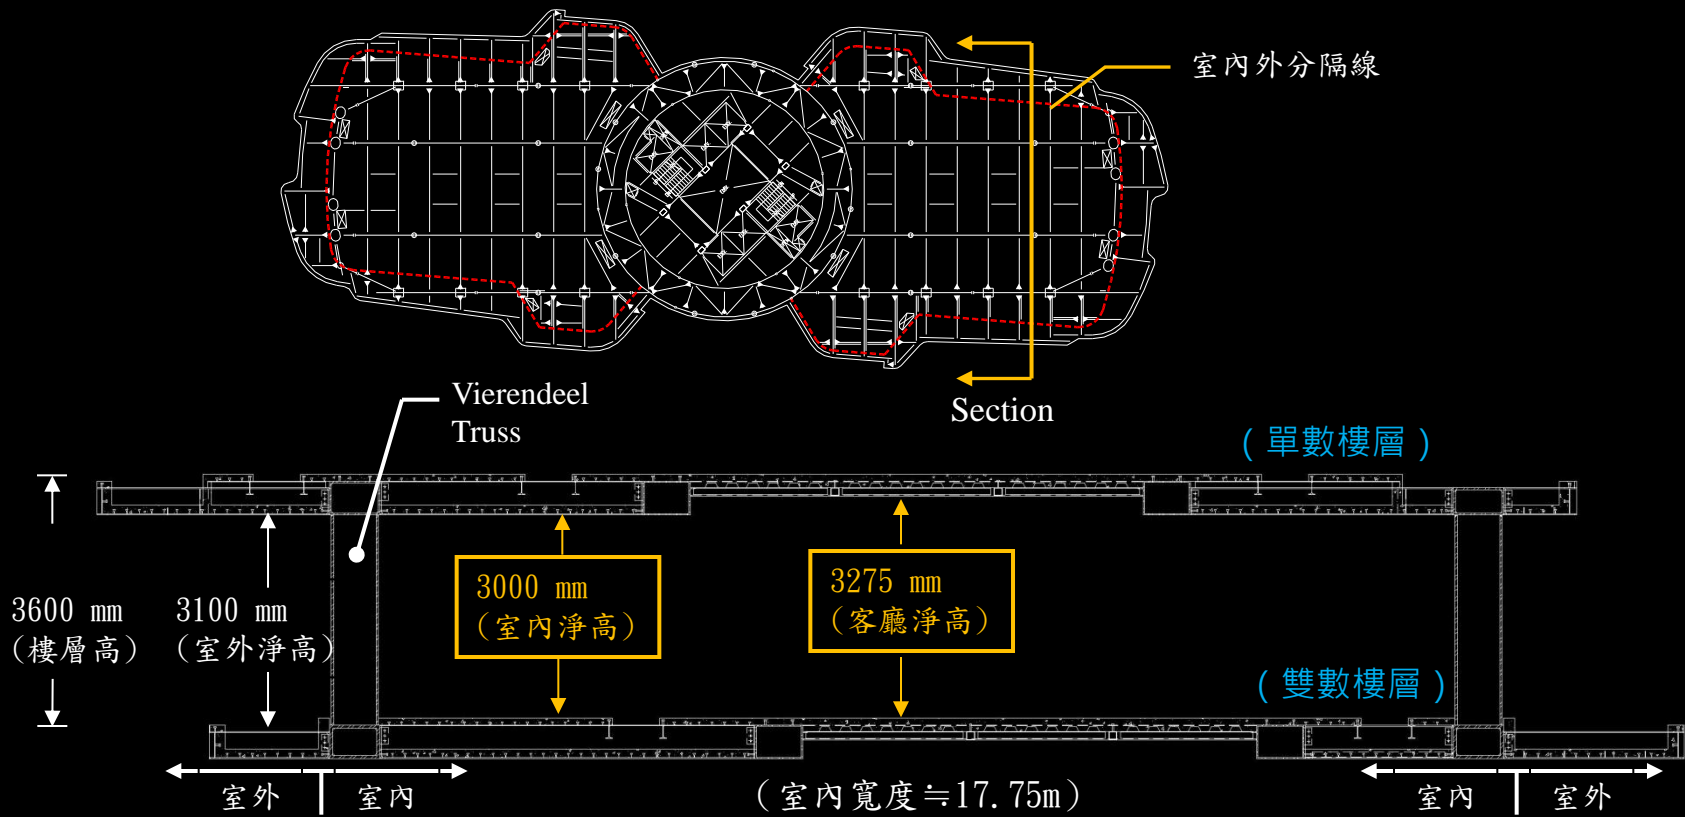 室內外分隔線
Vierendeel
Truss
Section
(單數樓層)
3600 mm
(樓層高)
3100 mm
(室外淨高)
3000 mm
(室內淨高)
3275 mm
(客廳淨高)
(雙數樓層)
室外
室內
(室內寬度≒17.75m)
室內
室外